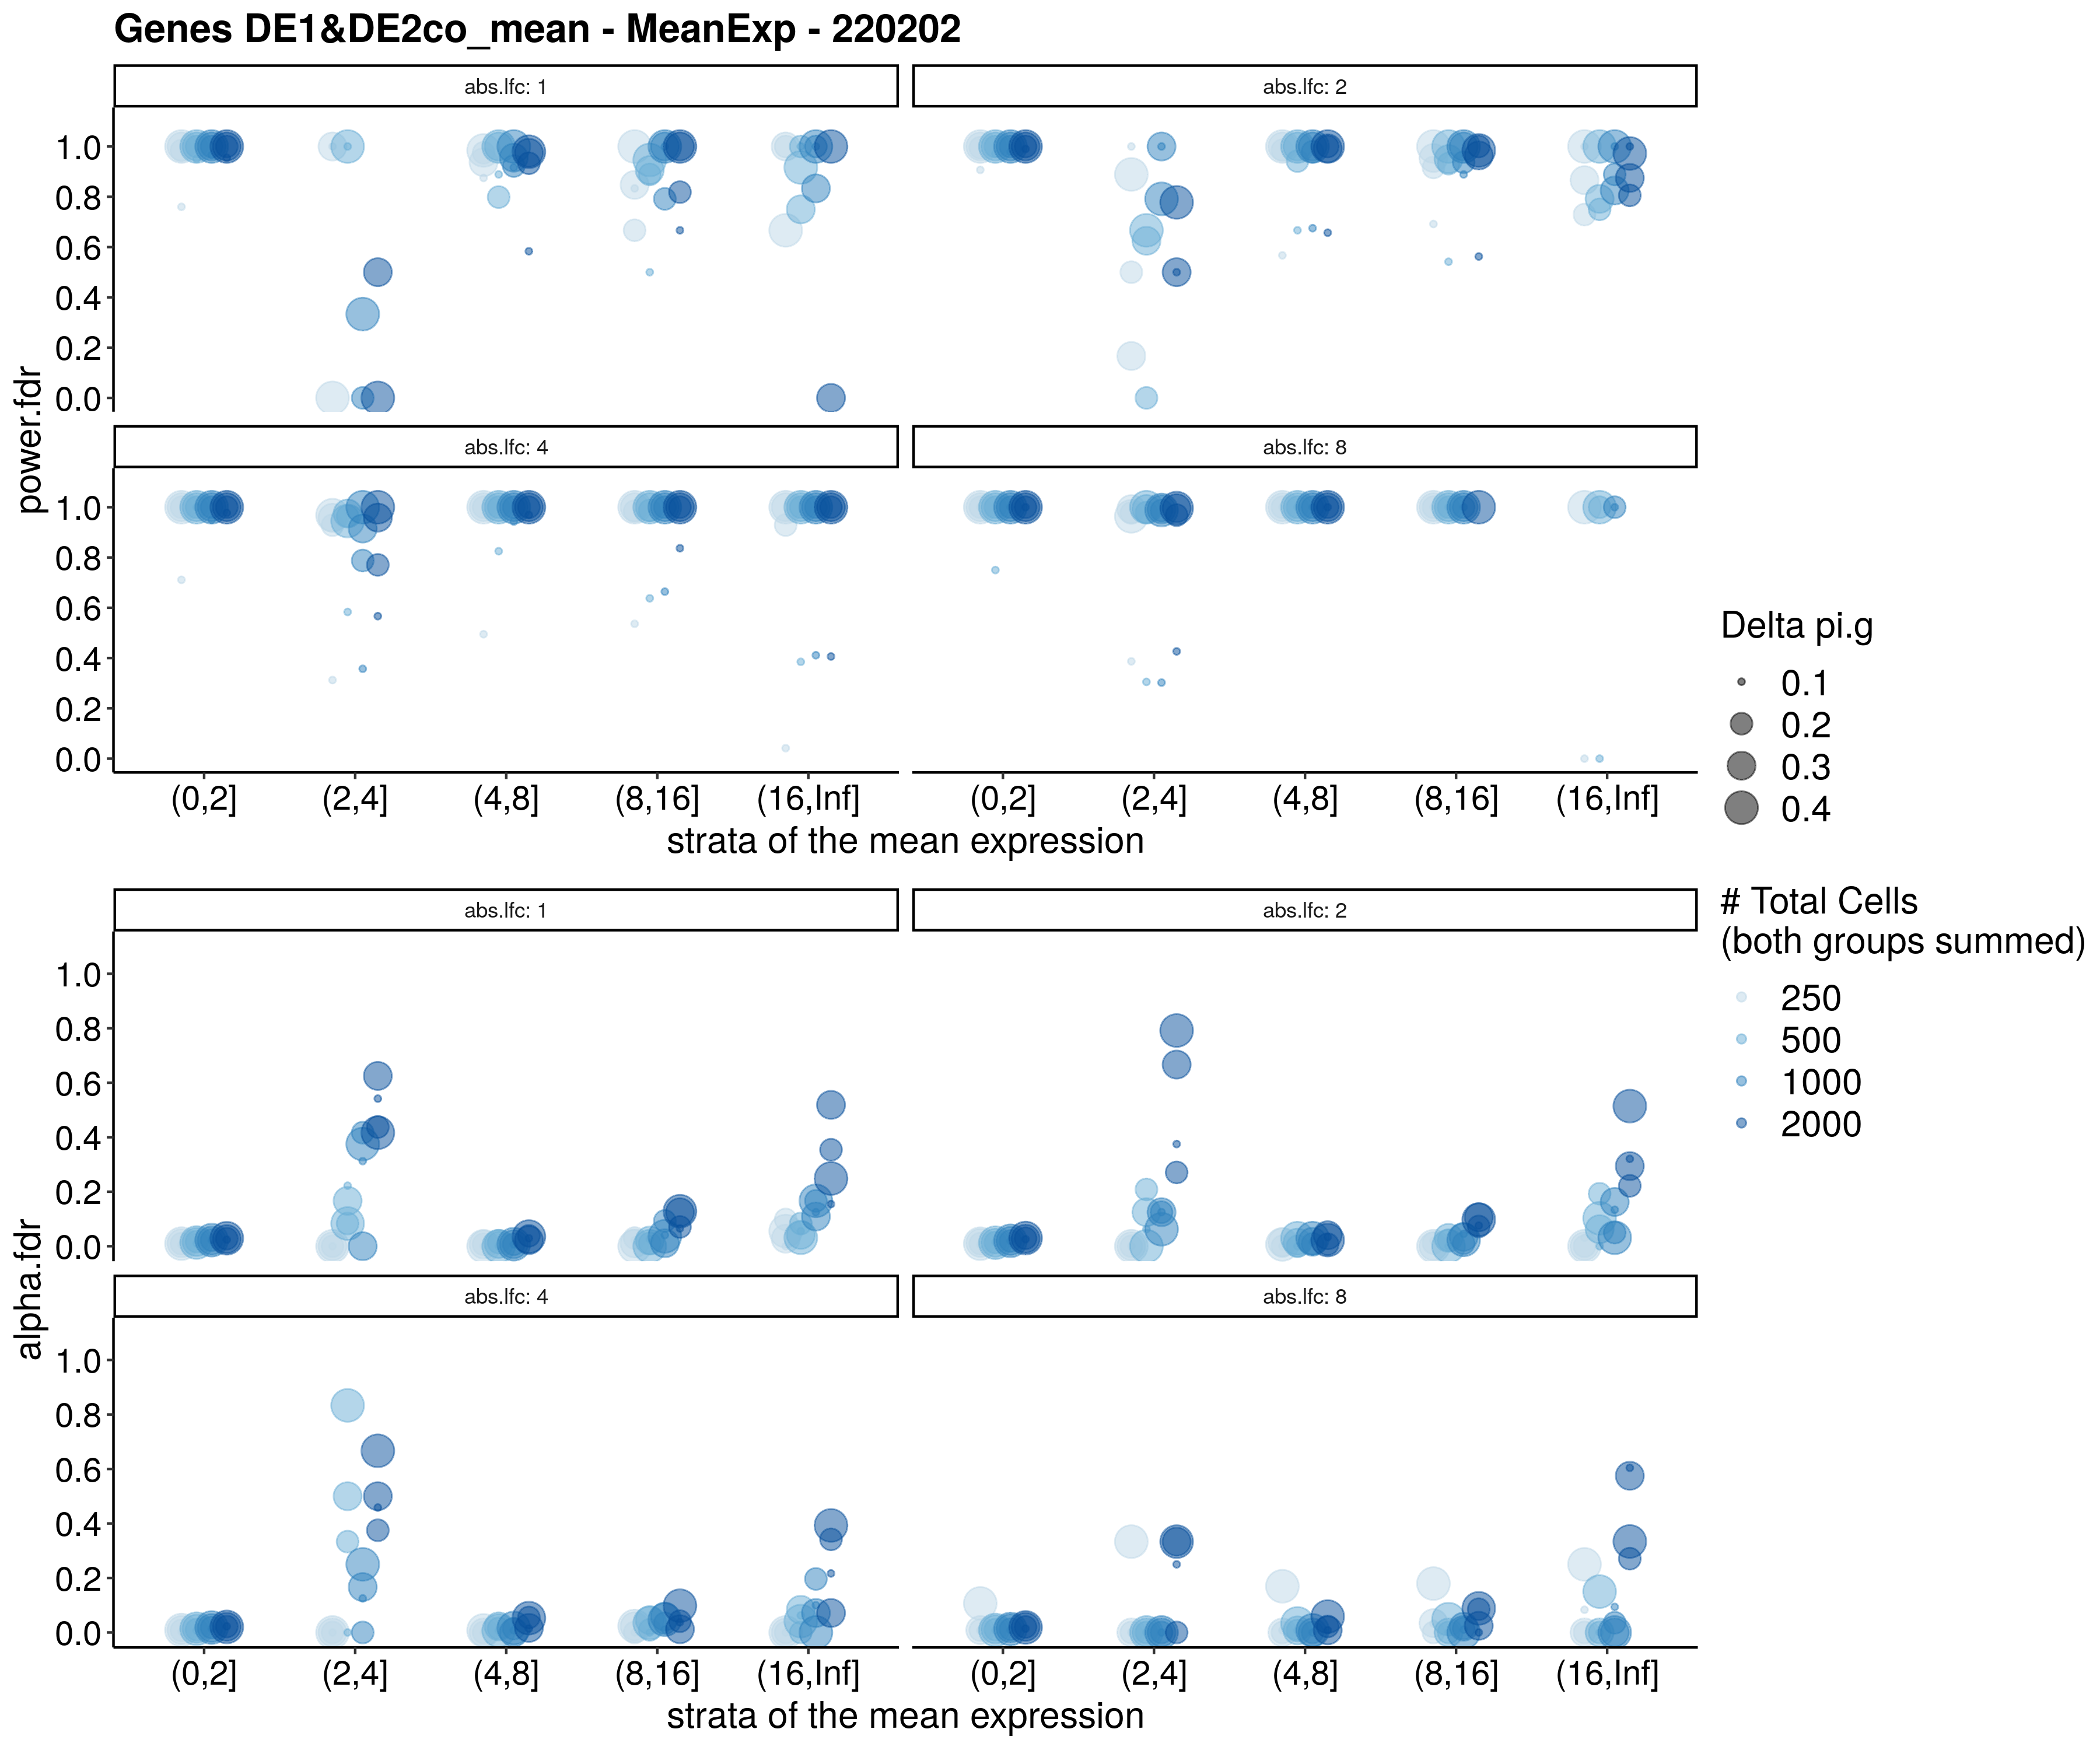 Genes DE1&DE2co_mean - MeanExp - 220202
abs.lfc: 1
abs.lfc: 2
1.0
0.8
0.6
0.4
0.2
0.0
power.fdr
abs.lfc: 4
abs.lfc: 8
1.0
0.8
0.6
0.4
0.2
0.0
(0,2] (2,4] (4,8] (8,16] (16,Inf]
(0,2] (2,4] (4,8] (8,16] (16,Inf]
strata of the mean expression
Delta pi.g
0.1
0.2
0.3
0.4
# Total Cells
(both groups summed)
250
500
1000
2000
abs.lfc: 1
abs.lfc: 2
1.0
0.8
0.6
0.4
0.2
0.0
alpha.fdr
abs.lfc: 4
abs.lfc: 8
1.0
0.8
0.6
0.4
0.2
0.0
(0,2] (2,4] (4,8] (8,16] (16,Inf]
(0,2] (2,4] (4,8] (8,16] (16,Inf]
strata of the mean expression